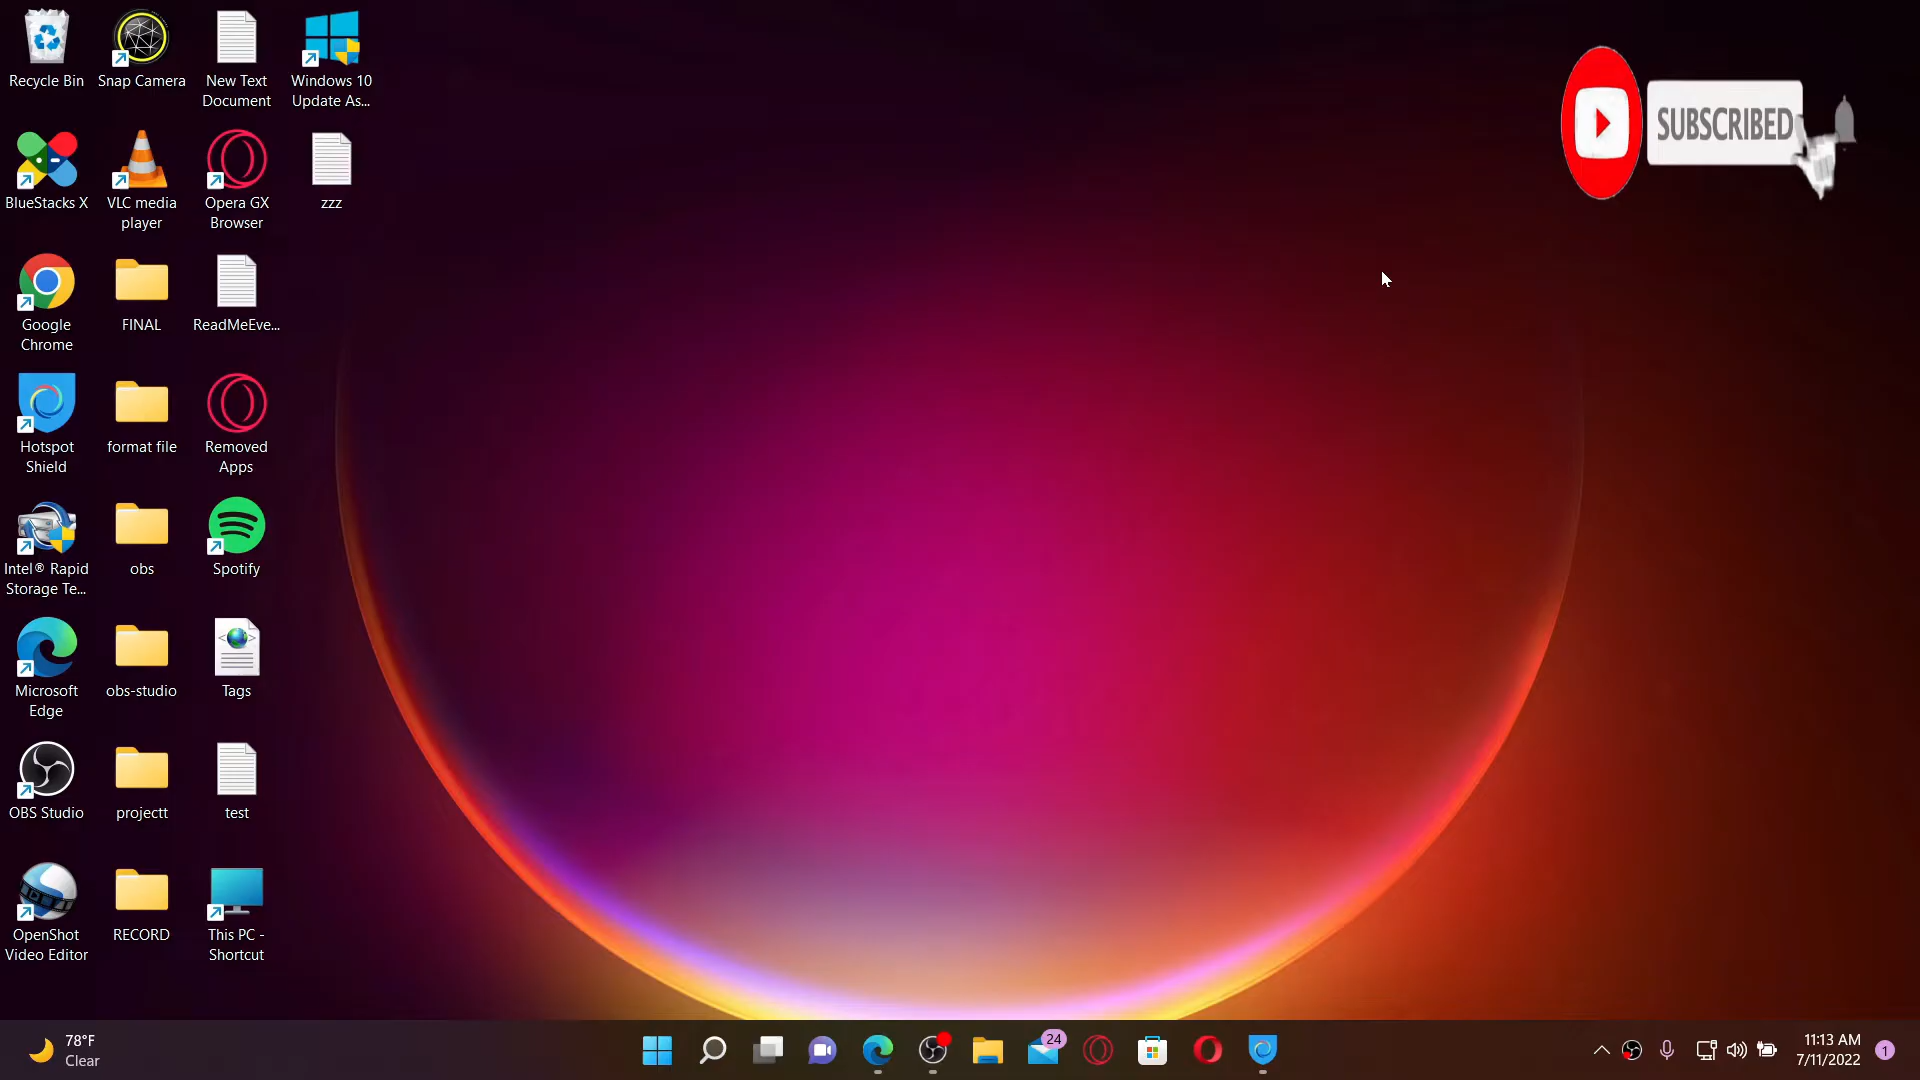 Recycle Bin
Snap Camera
New Text
Document
Windows 10
Update As...
SUBSCRIBED
BlueStacks X
VLC media
player
Opera GX
Browser
zzz
Google
Chrome
FINAL
ReadMeEve...
Hotspot
Shield
format file
Removed
Apps
Intel® Rapid
Storage Te...
obs
Spotify
Microsoft
Edge
obs-studio
Tags
OBS Studio
projectt
test
OpenShot
Video Editor
RECORD
This PC -
Shortcut
78°F
Clear
24
11:13 AM
7/11/2022
1